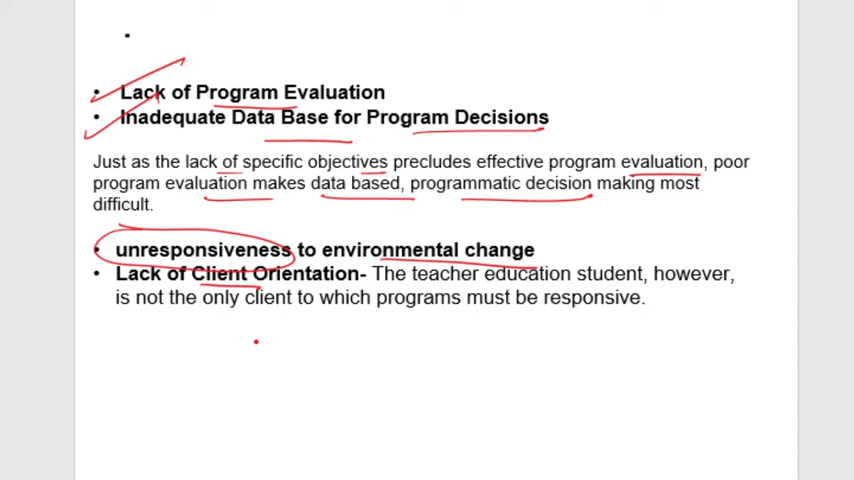 • Lack of Program Evaluation
• Inadequate Data Base for Program Decisions
Just as the lack of specific objectives precludes effective program evaluation, poor
program evaluation makes data based, programmatic decision making most
difficult.
• unresponsiveness to environmental change
• Lack of Client Orientation- The teacher education student, however,
is not the only client to which programs must be responsive.